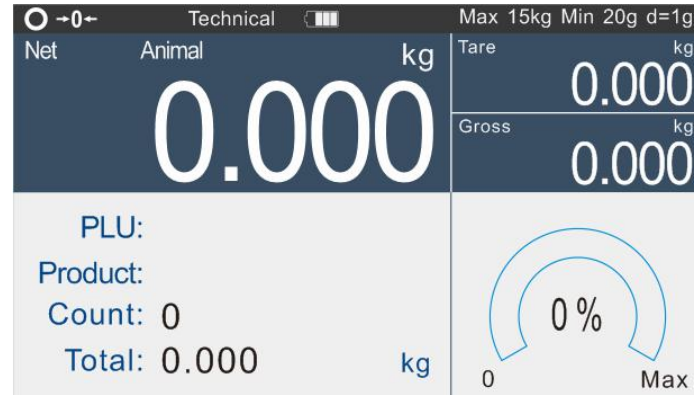 →0← Technical Max 15kg Min 20g d=1g
Net Animal kg
0.000
Tare kg
0.000
Gross kg
0.000
PLU:
Product:
Count: 0
Total: 0.000 kg
0 %
0 Max